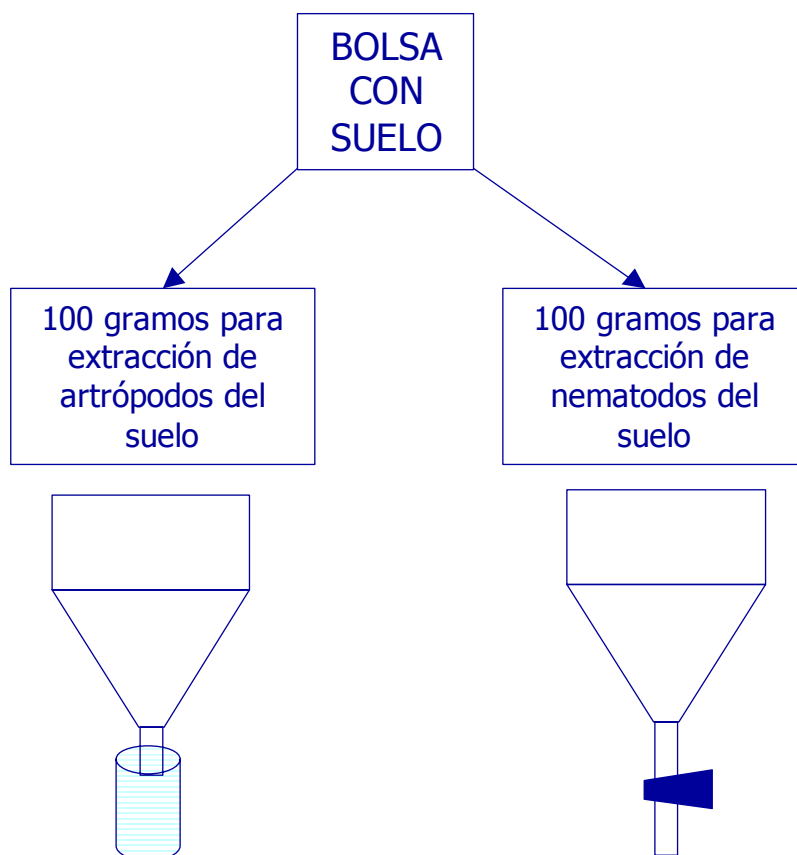 BOLSA
CON
SUELO
100 gramos para
extracción de
artrópodos del
suelo
100 gramos para
extracción de
nematodos del
suelo